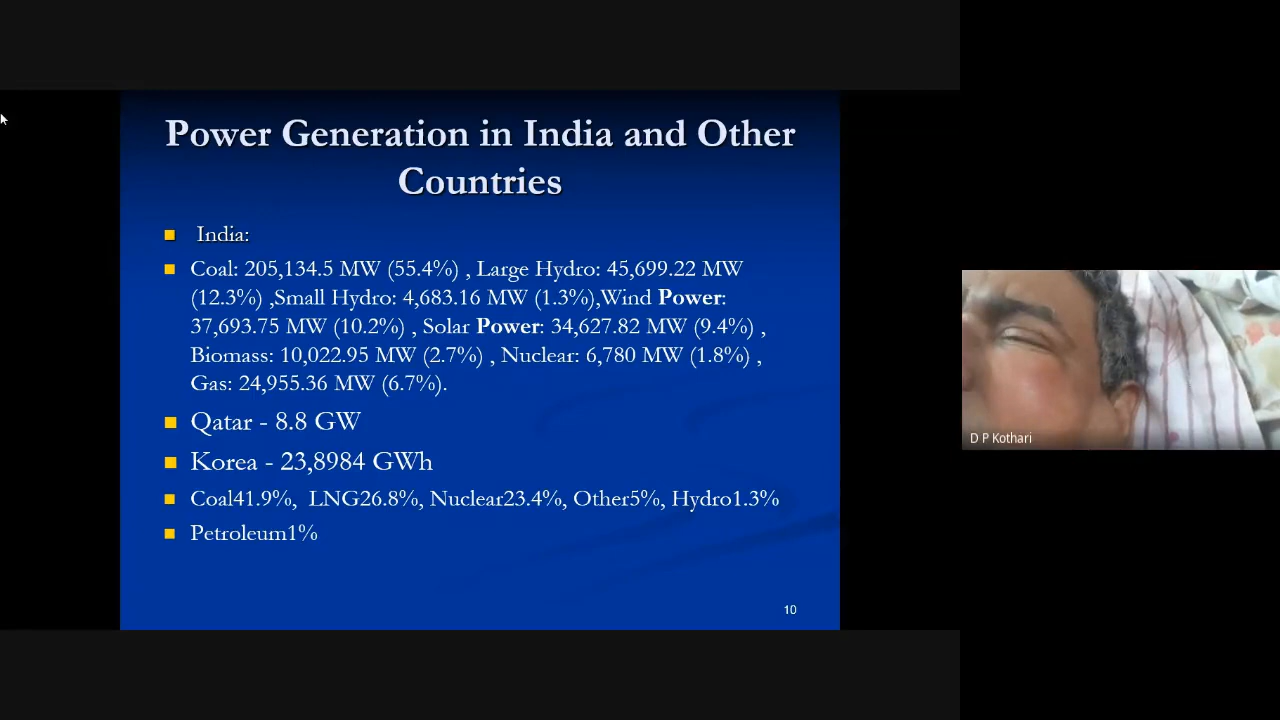 Power Generation in India and Other
Countries
India:
Coal: 205,134.5 MW (55.4%) , Large Hydro: 45,699.22 MW
(12.3%) ,Small Hydro: 4,683.16 MW (1.3%),Wind Power:
37,693.75 MW (10.2%) , Solar Power: 34,627.82 MW (9.4%) ,
Biomass: 10,022.95 MW (2.7%) , Nuclear: 6,780 MW (1.8%) ,
Gas: 24,955.36 MW (6.7%).
Qatar - 8.8 GW
Korea - 23,8984 GWh
Coal41.9%, LNG26.8%, Nuclear23.4%, Other5%, Hydro1.3%
Petroleum1%
10
D P Kothari